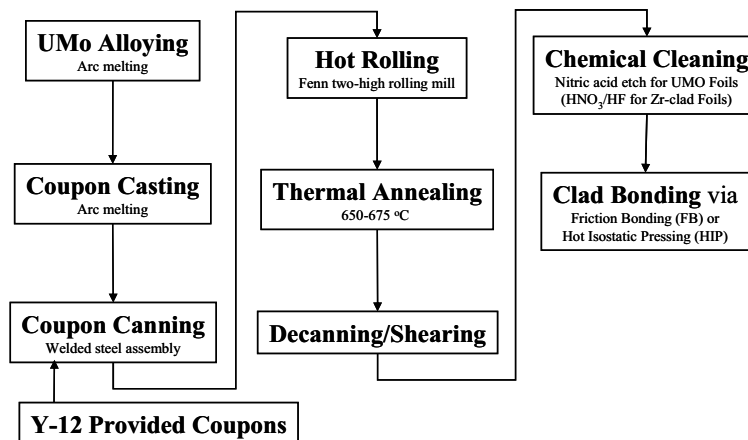 UMo Alloying
Arc melting
Coupon Casting
Arc melting
Coupon Canning
Welded steel assembly
Y-12 Provided Coupons
Hot Rolling
Fenn two-high rolling mill
Thermal Annealing
650-675 °C
Decanning/Shearing
Chemical Cleaning
Nitric acid etch for UMO Foils
(HNO3/HF for Zr-clad Foils)
Clad Bonding via
Friction Bonding (FB) or
Hot Isostatic Pressing (HIP)